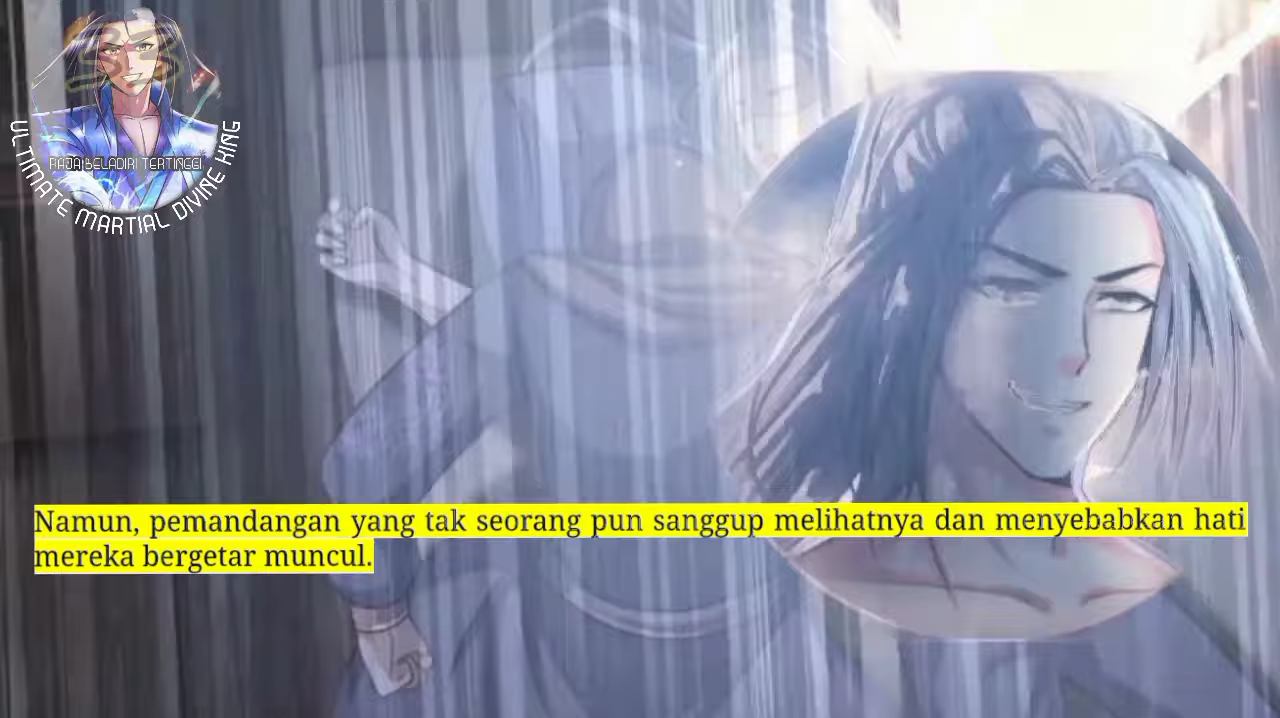 RAJA BELADIRI TERTINGGI
ULTIMATE MARTIAL DIVINE KING
Namun, pemandangan yang tak seorang pun sanggup melihatnya dan menyebabkan hati
mereka bergetar muncul.